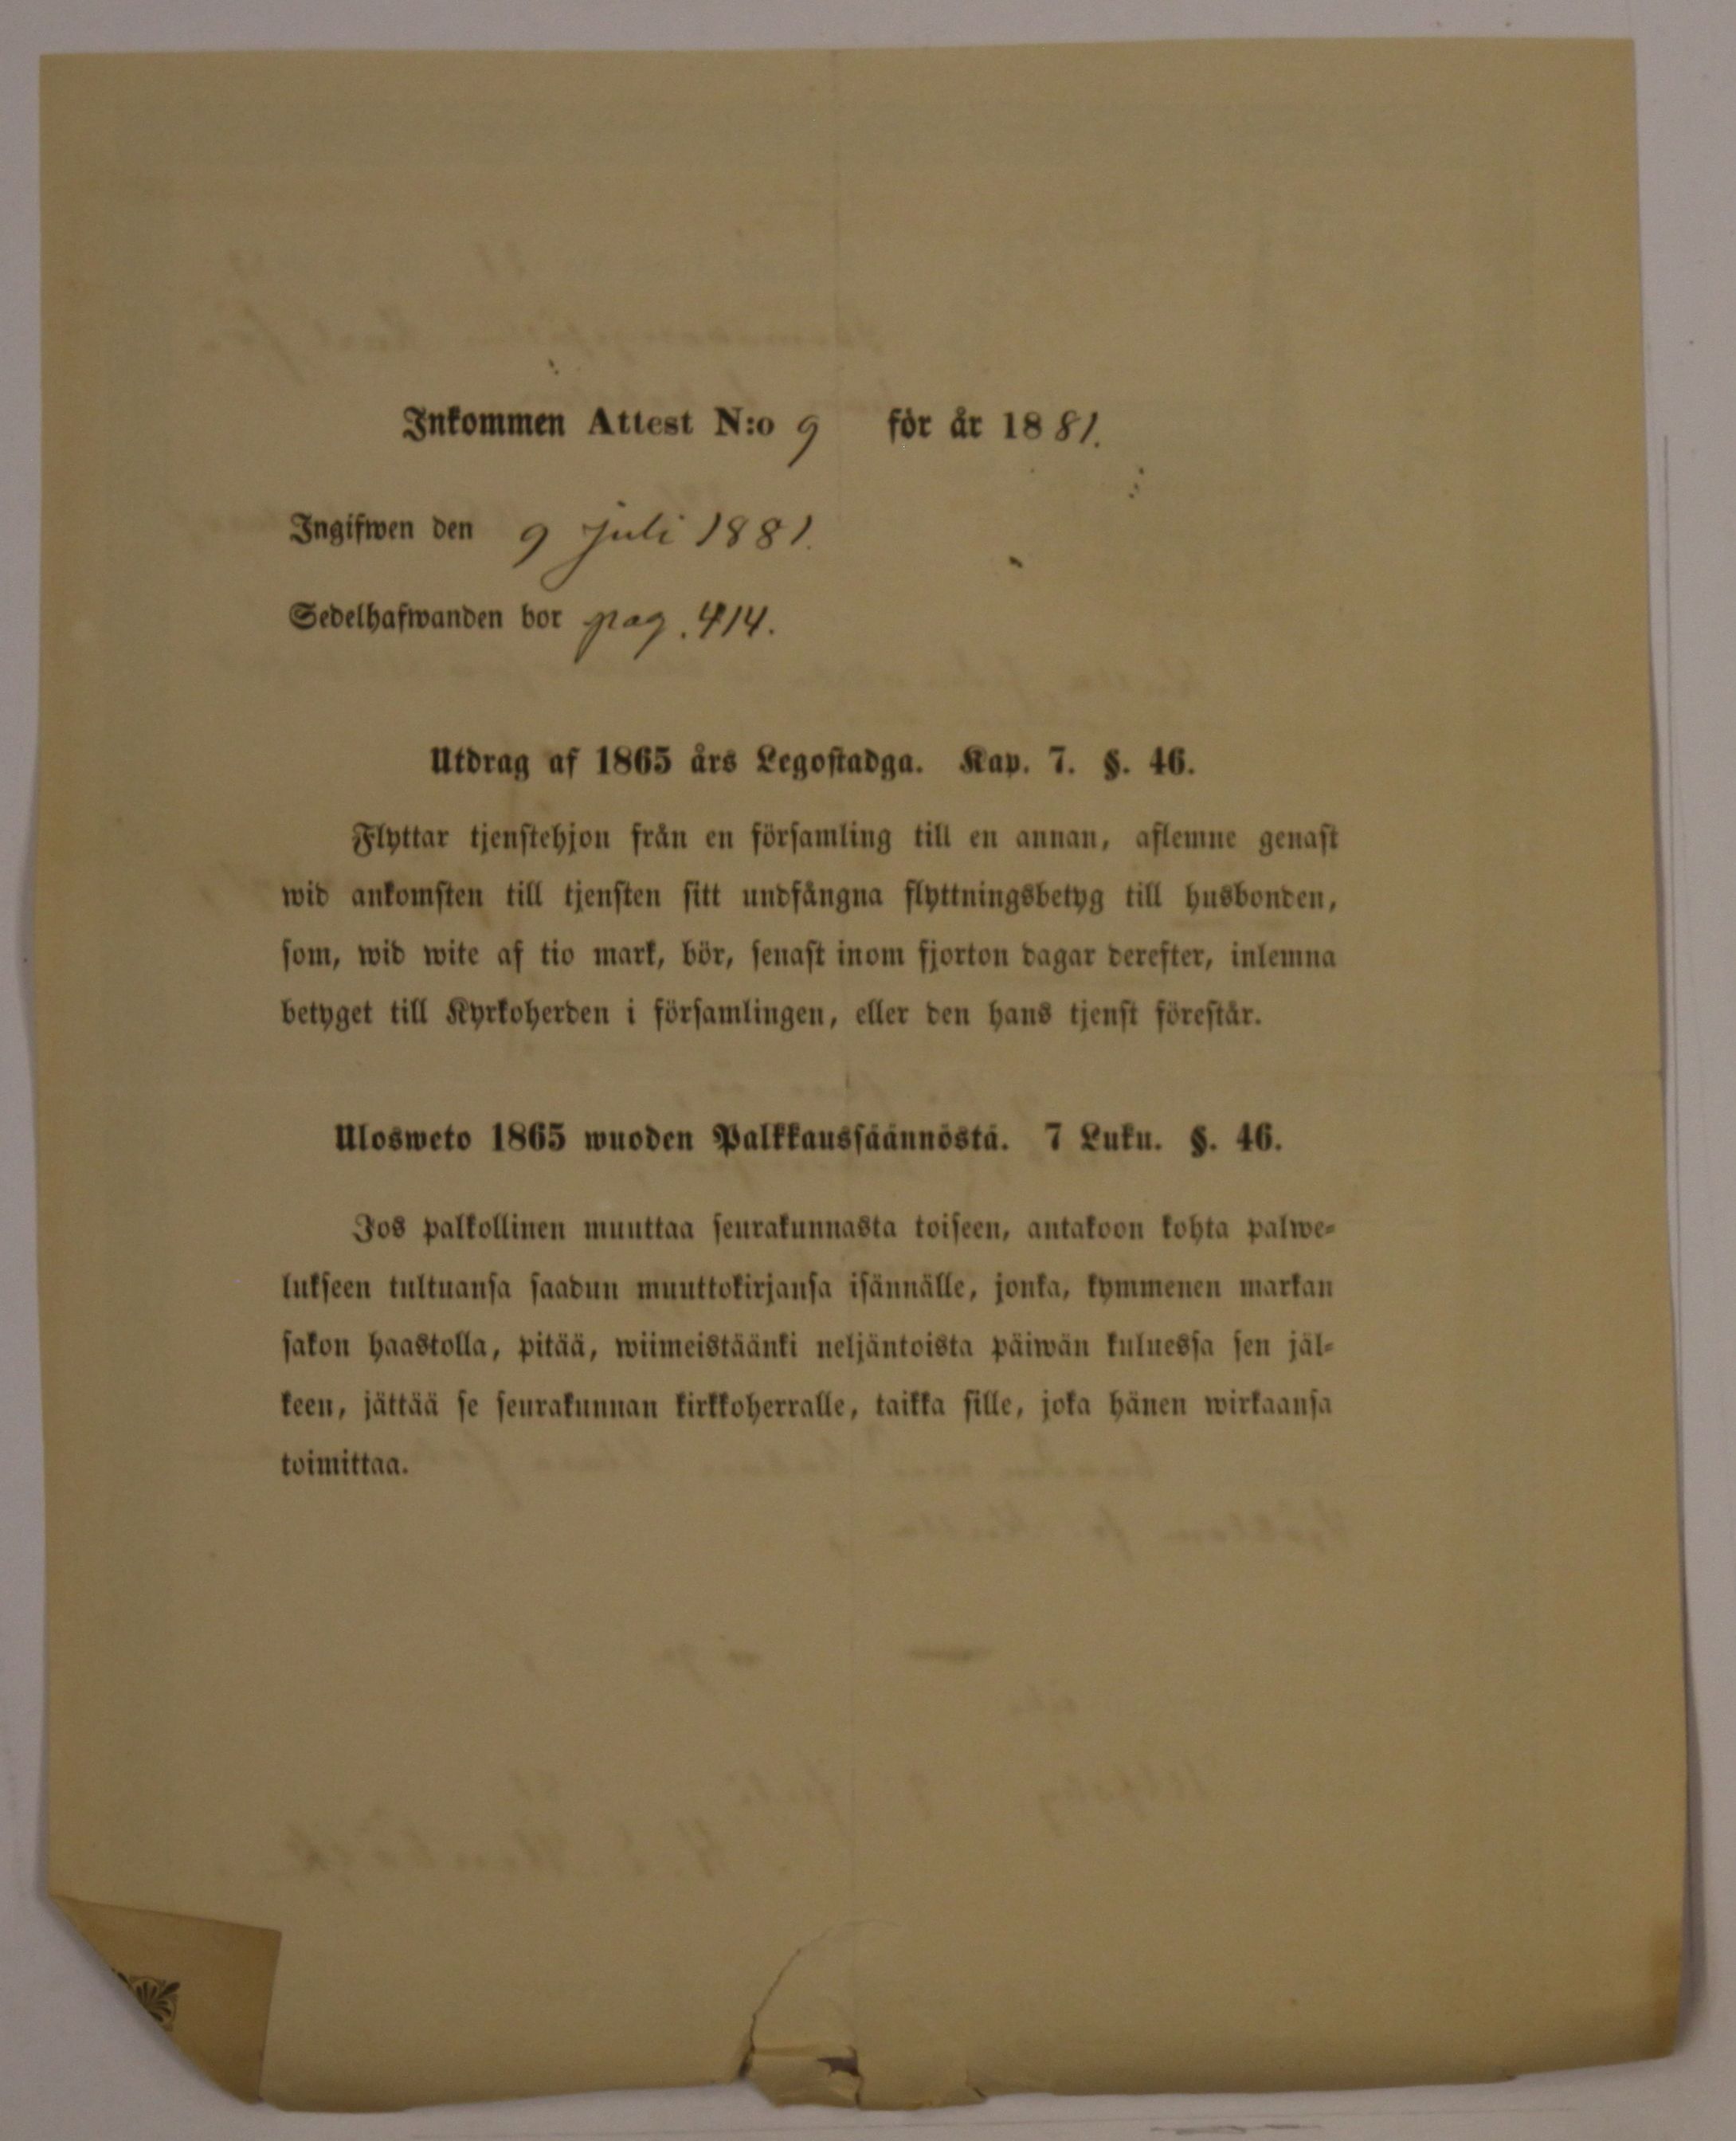 Inkommen Attest N:o 9 för år 1881.
Ingifwen den 9 juli 1881.
Sedelhafwanden bor pag. 414.
Utdrag af 1865 års Legostadga. Kap. 7. §. 46.
Flyttar tjenstehjon från en församling till en annan, aflemne genast
wid ankomsten till tjensten sitt undfångna flyttningsbetyg till husbonden,
som, wid wite af tio mark, bör, senast inom fjorton dagar derefter, inlemna
betyget till Kyrkoherden i församlingen, eller den hans tjenst förestår.
Ulosweto 1865 wuoden Palkkaussäännöstä. 7 Luku. §. 46.
Jos palkollinen muuttaa seurakunnasta toiseen, antakoon kohta palwe-
lukseen tultuansa saadun muuttokirjansa isännälle, jonka, kymmenen markan
sakon haastolla, pitää, wiimeistäänki neljäntoista päiwän kuluessa sen jäl-
keen, jättää se seurakunnan kirkkoherralle, taikka sille, joka hänen wirkaansa
toimittaa.